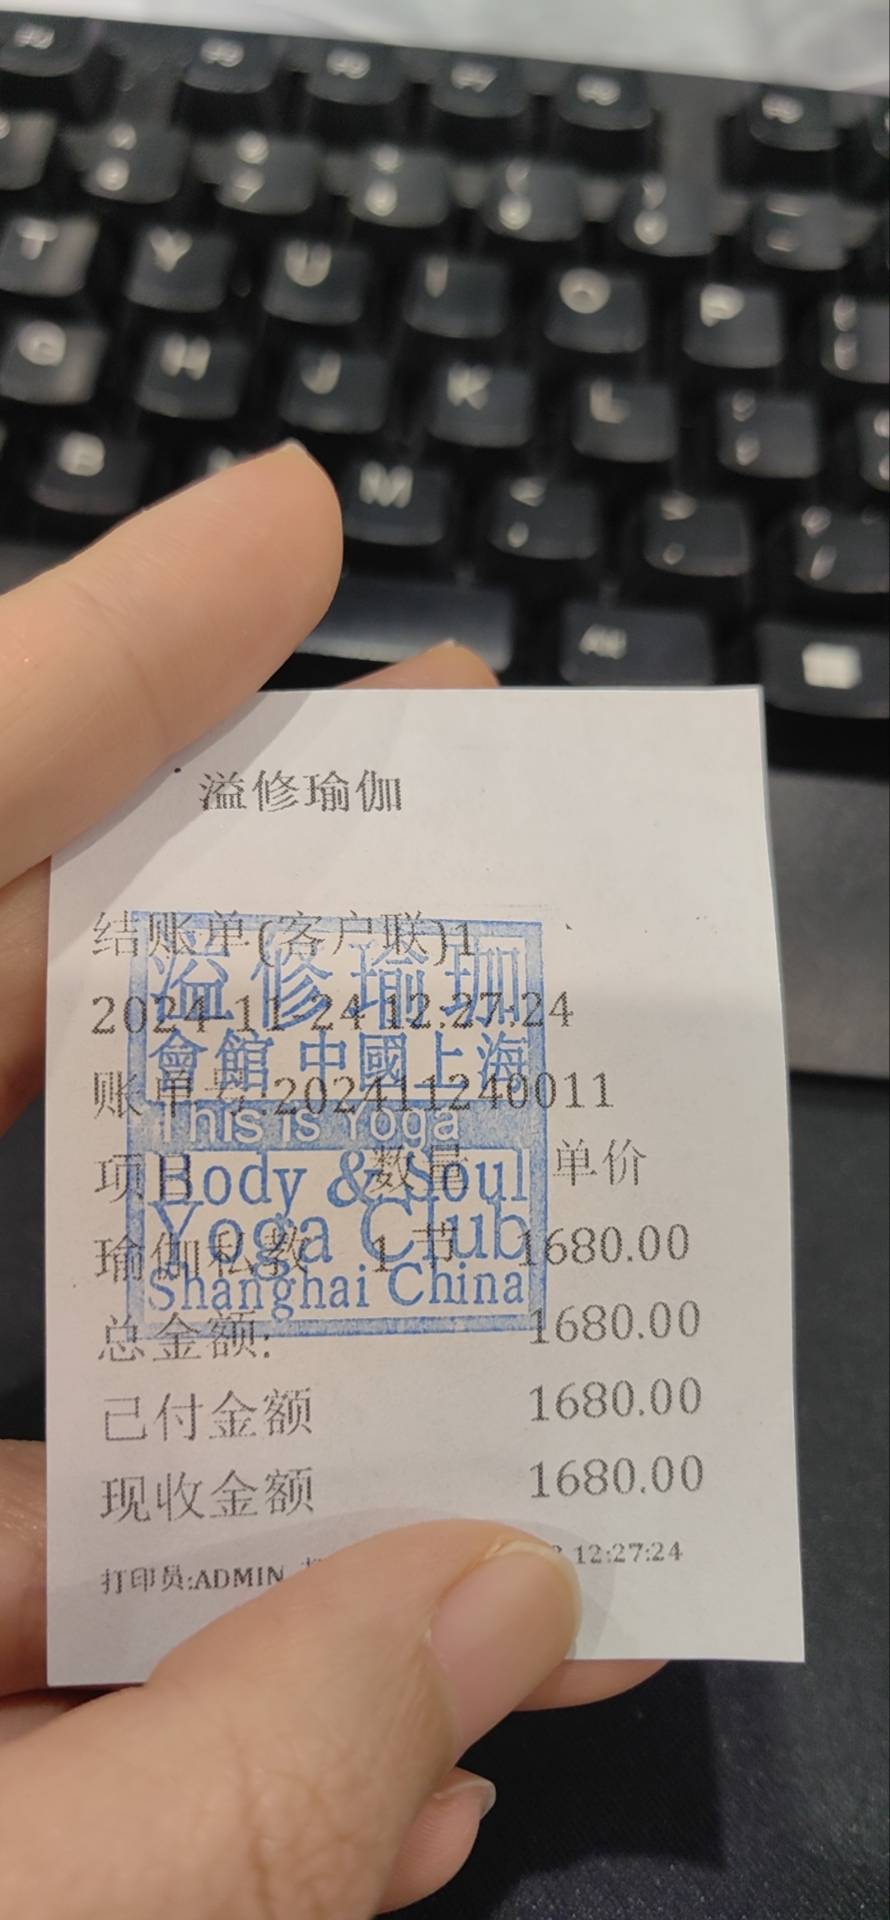 溢修瑜伽
结账单(客户联)1
2024-11-24 12:27:24
账单号:202411240011
项目 数量 单价
瑜伽私教 1 节 1680.00
总金额: 1680.00
已付金额 1680.00
现收金额 1680.00
打印员:ADMIN 12:27:24
溢修瑜珈
會館 中國上海
This is Yoga
Body & Soul
Yoga Club
Shanghai China
T Y U I O P
G H J K L
B M
Alt